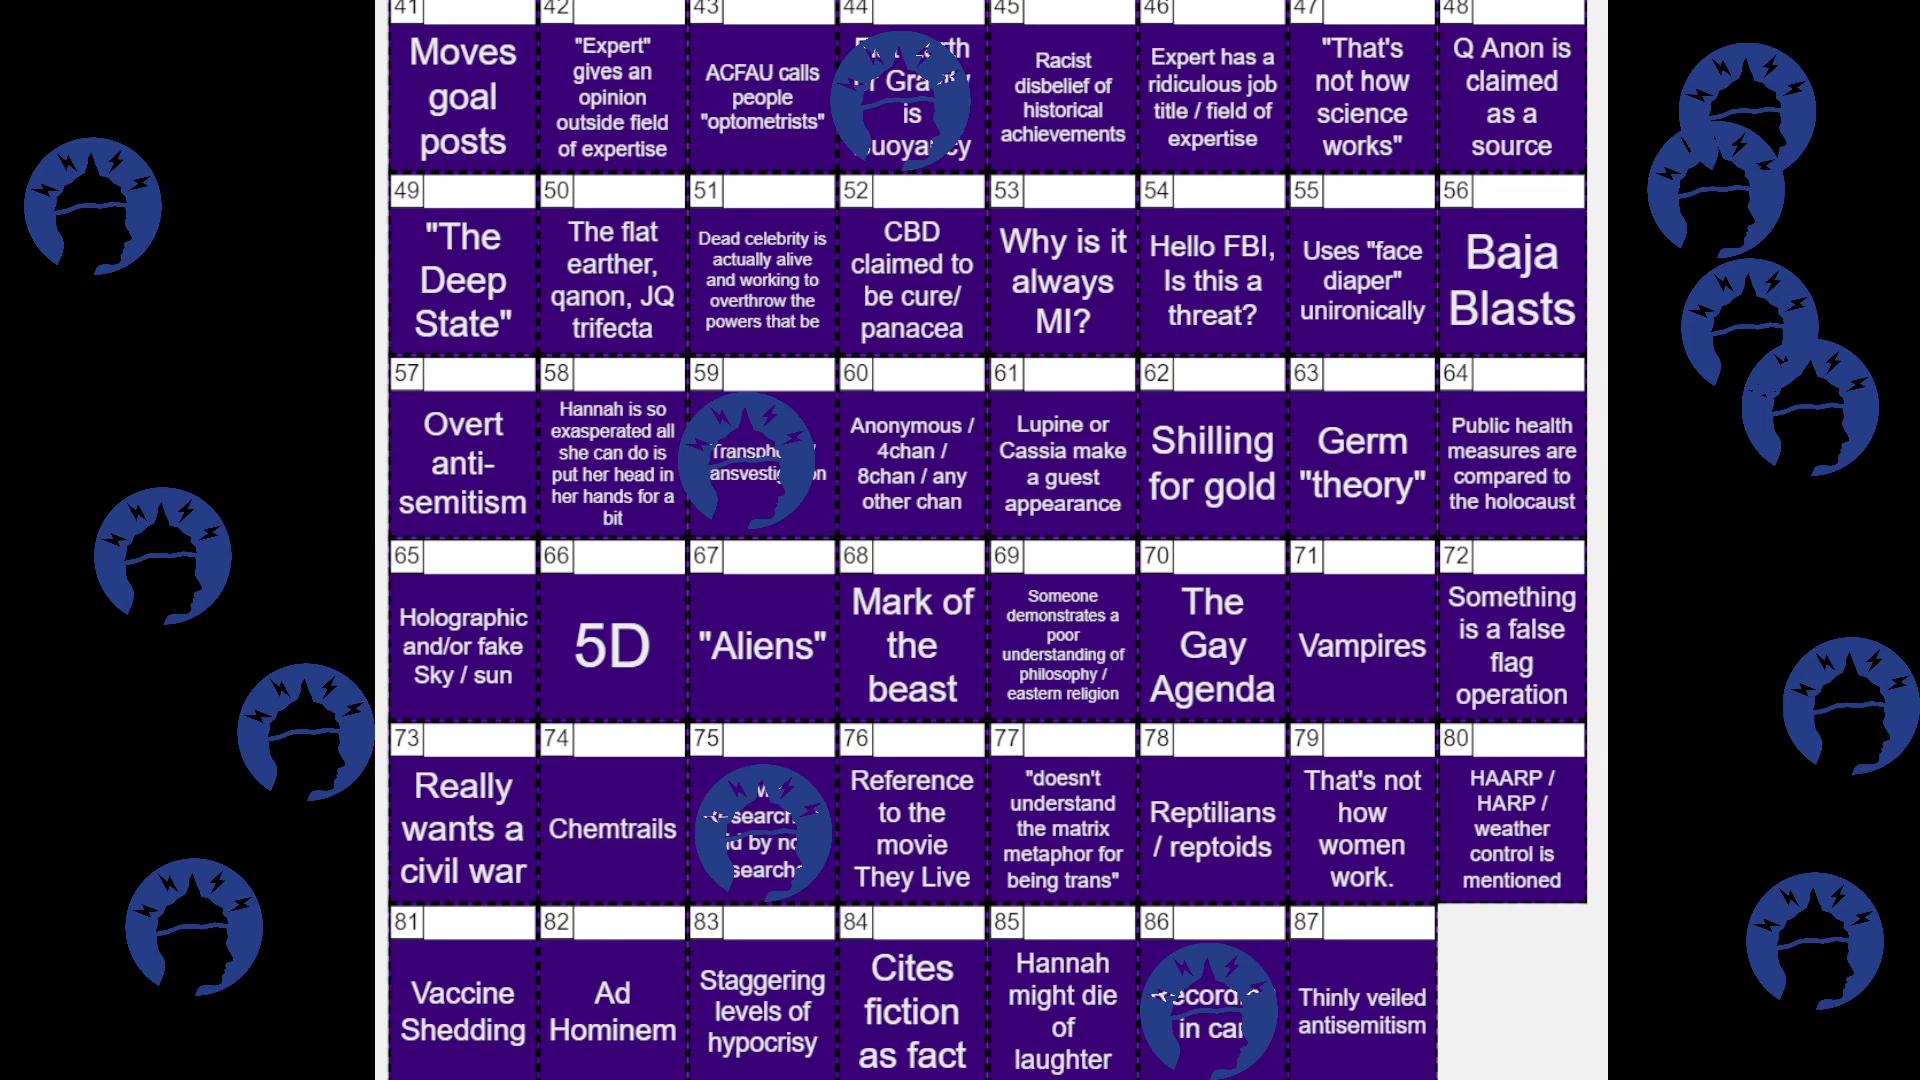 41 42 43 44 45 46 47 48
Moves
goal
posts
"Expert"
gives an
opinion
outside field
of expertise
ACFAU calls
people
"optometrists"
is
Racist
disbelief of
historical
achievements
Expert has a
ridiculous job
title / field of
expertise
"That's
not how
science
works"
Q Anon is
claimed
as a
source
49 50 51 52 53 54 55 56
"The
Deep
State"
The flat
earther,
qanon, JQ
trifecta
Dead celebrity is
actually alive
and working to
overthrow the
powers that be
CBD
claimed to
be cure/
panacea
Why is it
always
MI?
Hello FBI,
Is this a
threat?
Uses "face
diaper"
unironically
Baja
Blasts
57 58 59 60 61 62 63 64
Overt
anti-
semitism
Hannah is so
exasperated all
she can do is
put her head in
her hands for a
bit
Anonymous /
4chan /
8chan / any
other chan
Lupine or
Cassia make
a guest
appearance
Shilling
for gold
Germ
"theory"
Public health
measures are
compared to
the holocaust
65 66 67 68 69 70 71 72
Holographic
and/or fake
Sky / sun
5D
"Aliens"
Mark of
the
beast
Someone
demonstrates a
poor
understanding of
philosophy /
eastern religion
The
Gay
Agenda
Vampires
Something
is a false
flag
operation
73 74 75 76 77 78 79 80
Really
wants a
civil war
Chemtrails
by
Reference
to the
movie
They Live
"doesn't
understand
the matrix
metaphor for
being trans"
Reptilians
/ reptoids
That's not
how
women
work.
HAARP /
HARP /
weather
control is
mentioned
81 82 83 84 85 86 87
Vaccine
Shedding
Ad
Hominem
Staggering
levels of
hypocrisy
Cites
fiction
as fact
Hannah
might die
of
laughter
in car
Thinly veiled
antisemitism